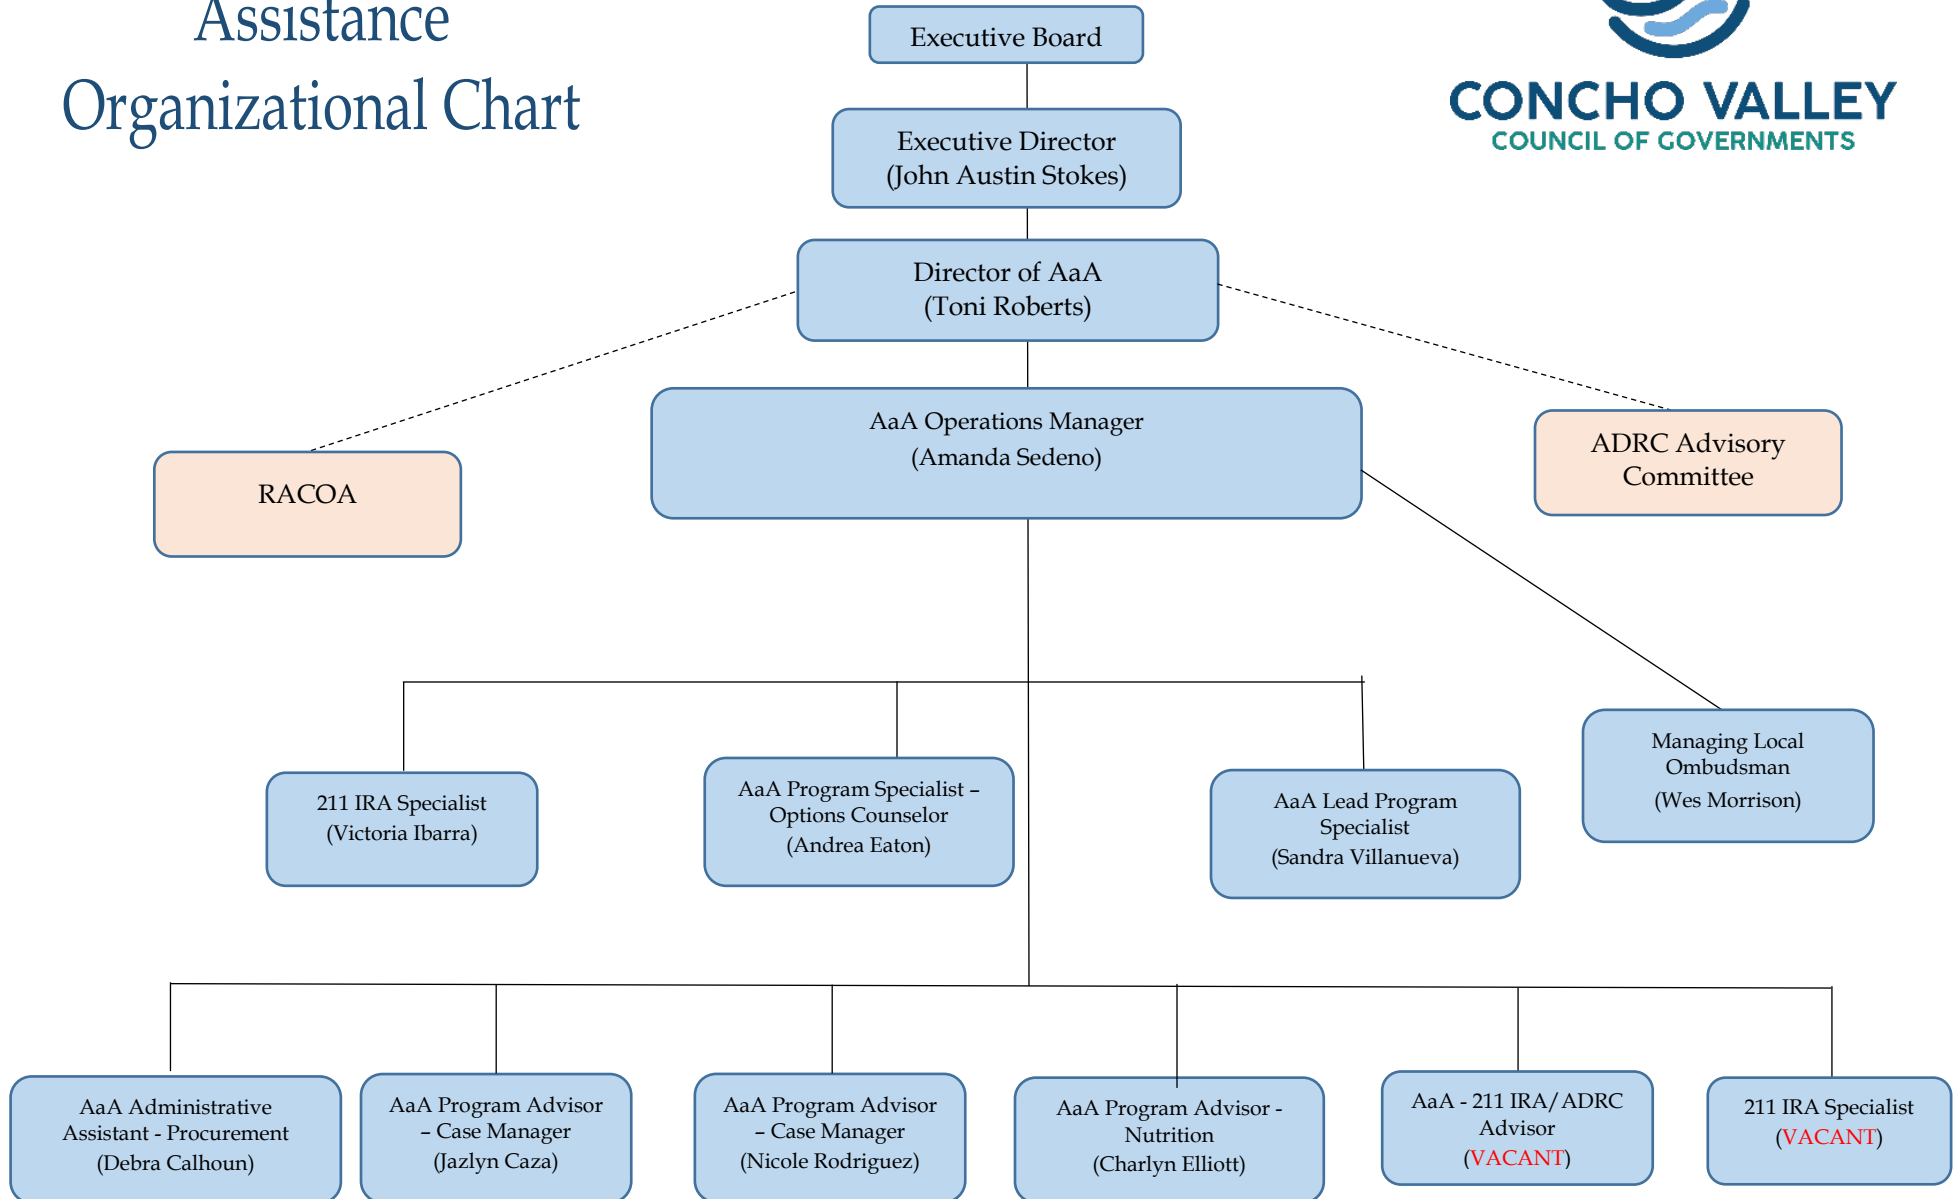 Assistance
Organizational Chart
CONCHO VALLEY
COUNCIL OF GOVERNMENTS
Executive Board
Executive Director
(John Austin Stokes)
Director of AaA
(Toni Roberts)
AaA Operations Manager
(Amanda Sedeno)
RACOA
ADRC Advisory
Committee
211 IRA Specialist
(Victoria Ibarra)
AaA Program Specialist –
Options Counselor
(Andrea Eaton)
AaA Lead Program
Specialist
(Sandra Villanueva)
Managing Local
Ombudsman
(Wes Morrison)
AaA Administrative
Assistant - Procurement
(Debra Calhoun)
AaA Program Advisor
– Case Manager
(Jazlyn Caza)
AaA Program Advisor
– Case Manager
(Nicole Rodriguez)
AaA Program Advisor -
Nutrition
(Charlyn Elliott)
AaA - 211 IRA/ADRC
Advisor
(VACANT)
211 IRA Specialist
(VACANT)